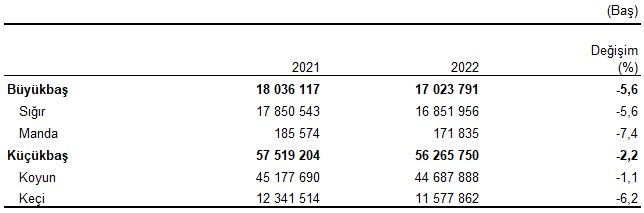 (Baş)
Değişim
2021 2022 (%)
Büyükbaş 18 036 117 17 023 791 -5,6
Sığır 17 850 543 16 851 956 -5,6
Manda 185 574 171 835 -7,4
Küçükbaş 57 519 204 56 265 750 -2,2
Koyun 45 177 690 44 687 888 -1,1
Keçi 12 341 514 11 577 862 -6,2